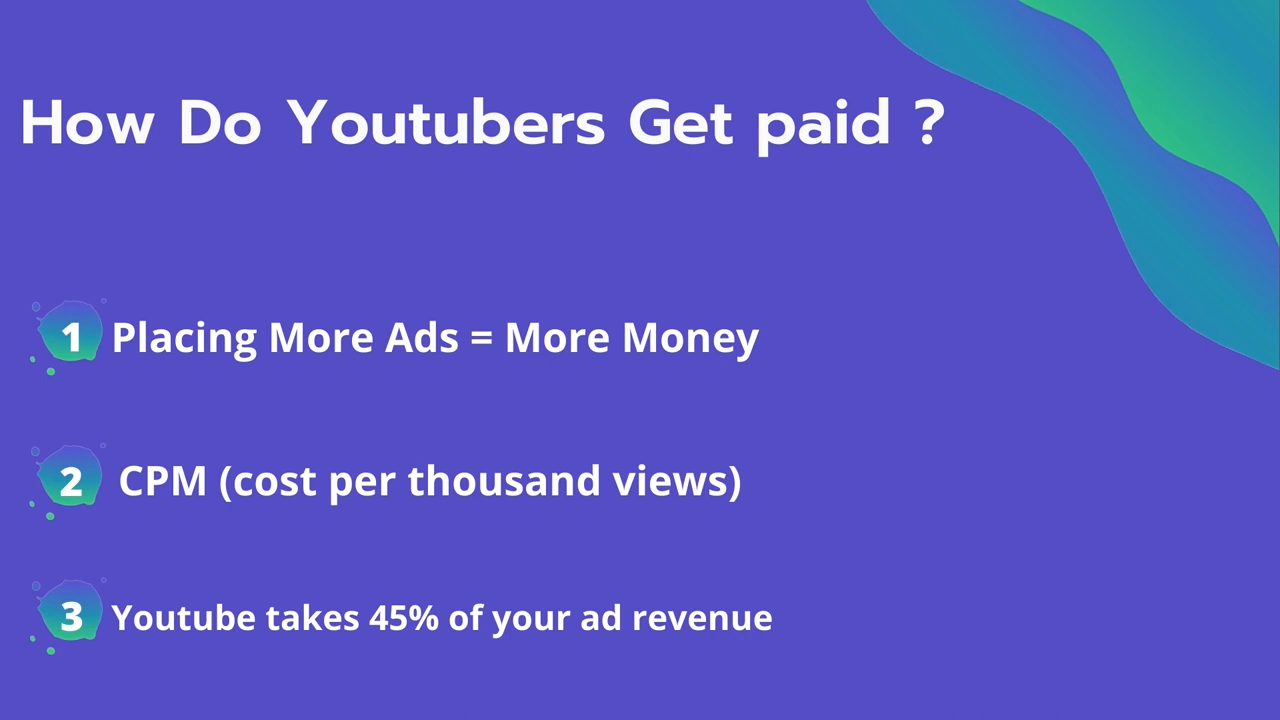 How Do Youtubers Get paid ?
1 Placing More Ads = More Money
2 CPM (cost per thousand views)
3 Youtube takes 45% of your ad revenue